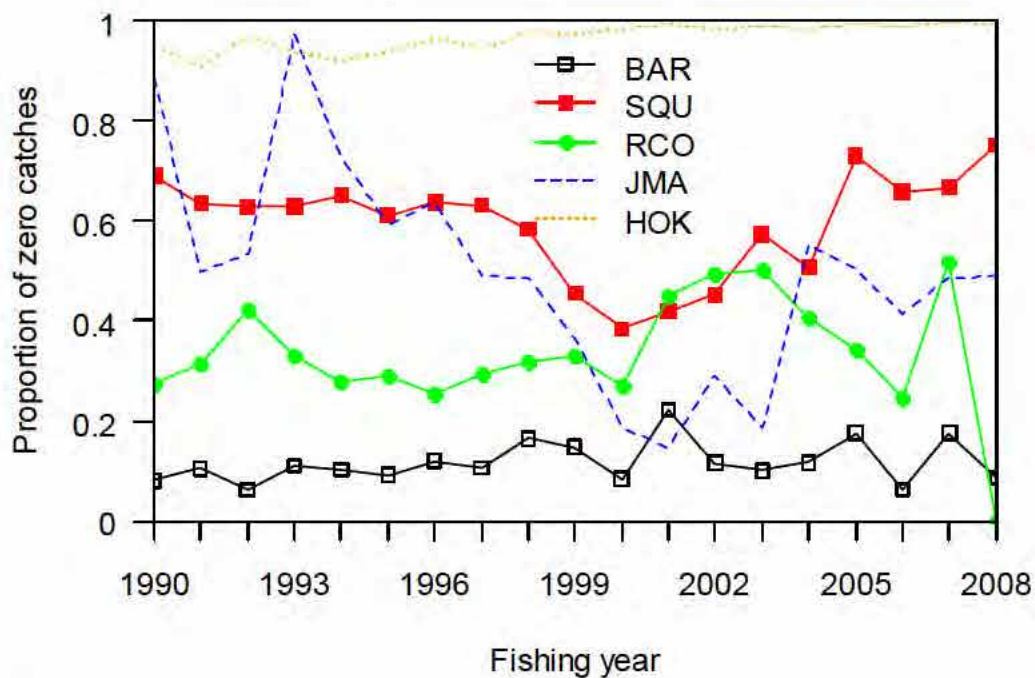 Proportion of zero catches
1
0.8
0.6
0.4
0.2
0
BAR
SQU
RCO
JMA
HOK
1990 1993 1996 1999 2002 2005 2008
Fishing year